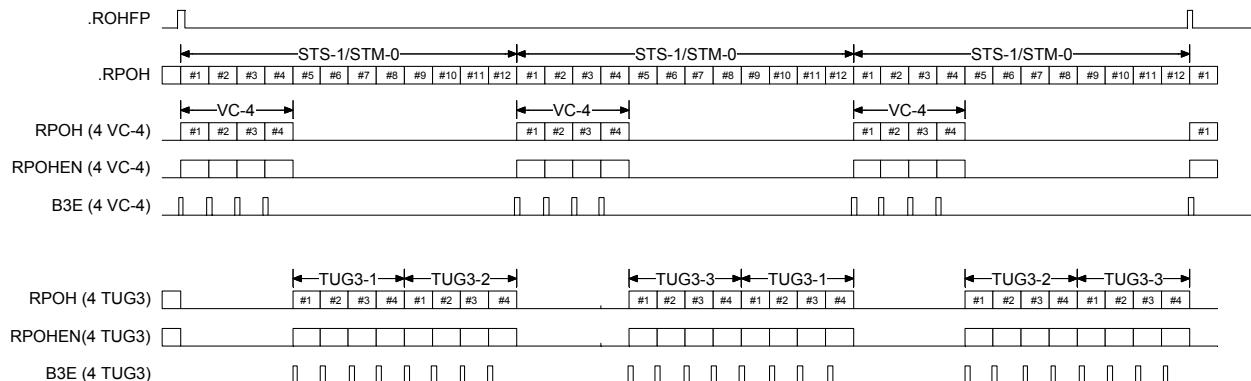 .ROHFP
STS-1/STM-0 STS-1/STM-0 STS-1/STM-0
.RPOH #1 #2 #3 #4 #5 #6 #7 #8 #9 #10 #11 #12 #1 #2 #3 #4 #5 #6 #7 #8 #9 #10 #11 #12 #1 #2 #3 #4 #5 #6 #7 #8 #9 #10 #11 #12 #1
VC-4 VC-4 VC-4
RPOH (4 VC-4) #1 #2 #3 #4 #1 #2 #3 #4 #1 #2 #3 #4 #1
RPOHEN (4 VC-4)
B3E (4 VC-4)
TUG3-1 TUG3-2 TUG3-3 TUG3-1 TUG3-2 TUG3-3
RPOH (4 TUG3) #1 #2 #3 #4 #1 #2 #3 #4 #1 #2 #3 #4 #1 #2 #3 #4 #1 #2 #3 #4 #1 #2 #3 #4
RPOHEN(4 TUG3)
B3E (4 TUG3)